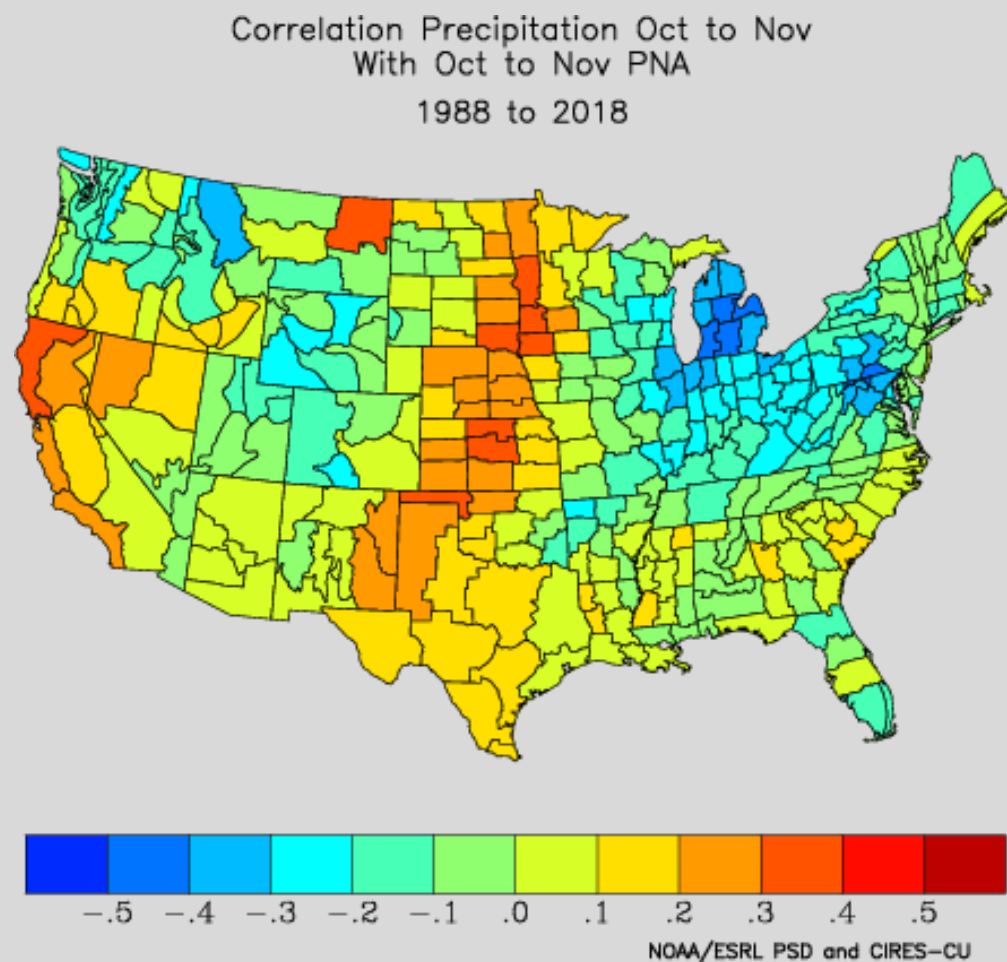 Correlation Precipitation Oct to Nov
With Oct to Nov PNA
1988 to 2018
-.5 -.4 -.3 -.2 -.1 .0 .1 .2 .3 .4 .5
NOAA/ESRL PSD and CIRES-CU